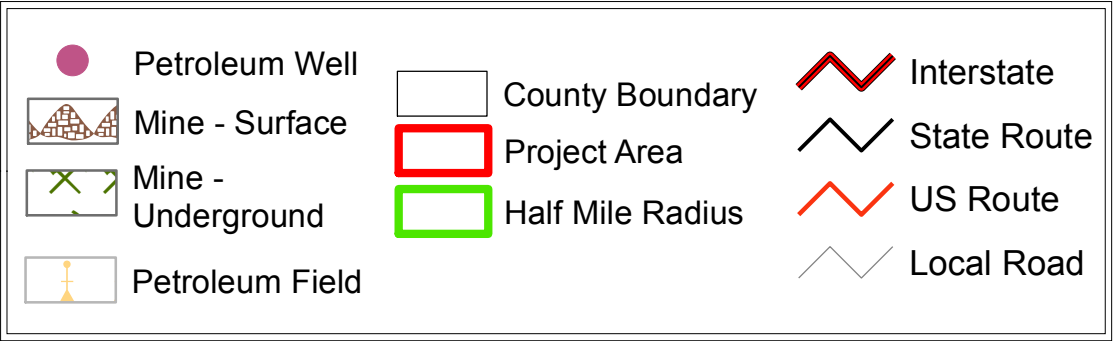 Petroleum Well
Mine - Surface
Mine -
Underground
Petroleum Field
County Boundary
Project Area
Half Mile Radius
Interstate
State Route
US Route
Local Road